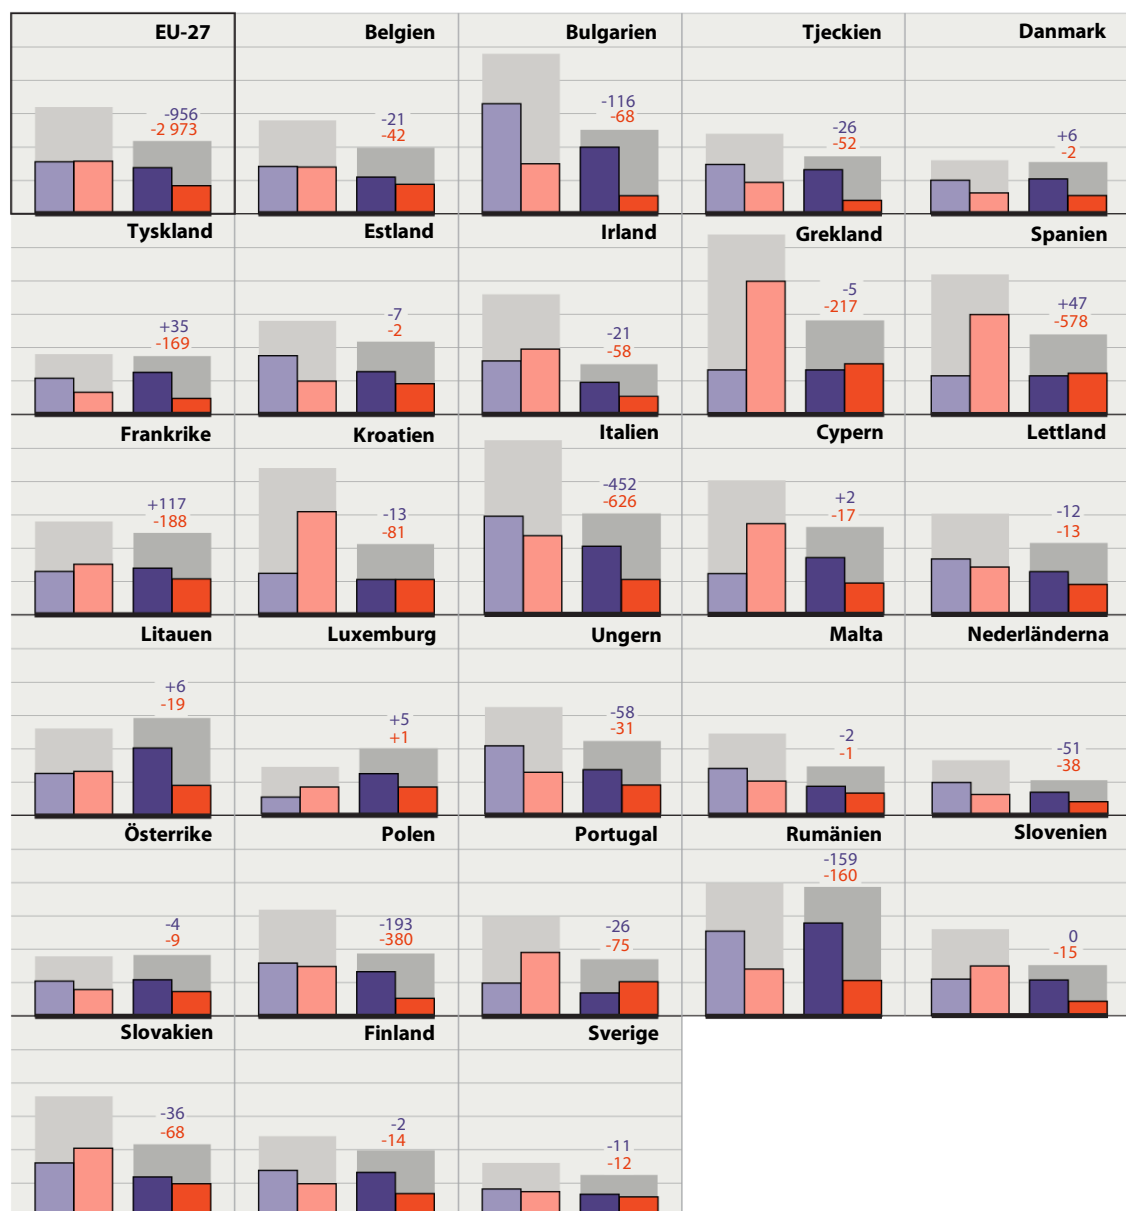 EU-27
-956
-2 973
Belgien
-21
-42
Bulgarien
-116
-68
Tjeckien
-26
-52
Danmark
+6
-2
Tyskland
+35
-169
Estland
-7
-2
Irland
-21
-58
Grekland
-5
-217
Spanien
+47
-578
Frankrike
+117
-188
Kroatien
-13
-81
Italien
-452
-626
Cypern
+2
-17
Lettland
-12
-13
Litauen
+6
-19
Luxemburg
+5
+1
Ungern
-58
-31
Malta
-2
-1
Nederländerna
-51
-38
Österrike
-4
-9
Polen
-193
-380
Portugal
-26
-75
Rumänien
-159
-160
Slovenien
0
-15
Slovakien
-36
-68
Finland
-2
-14
Sverige
-11
-12